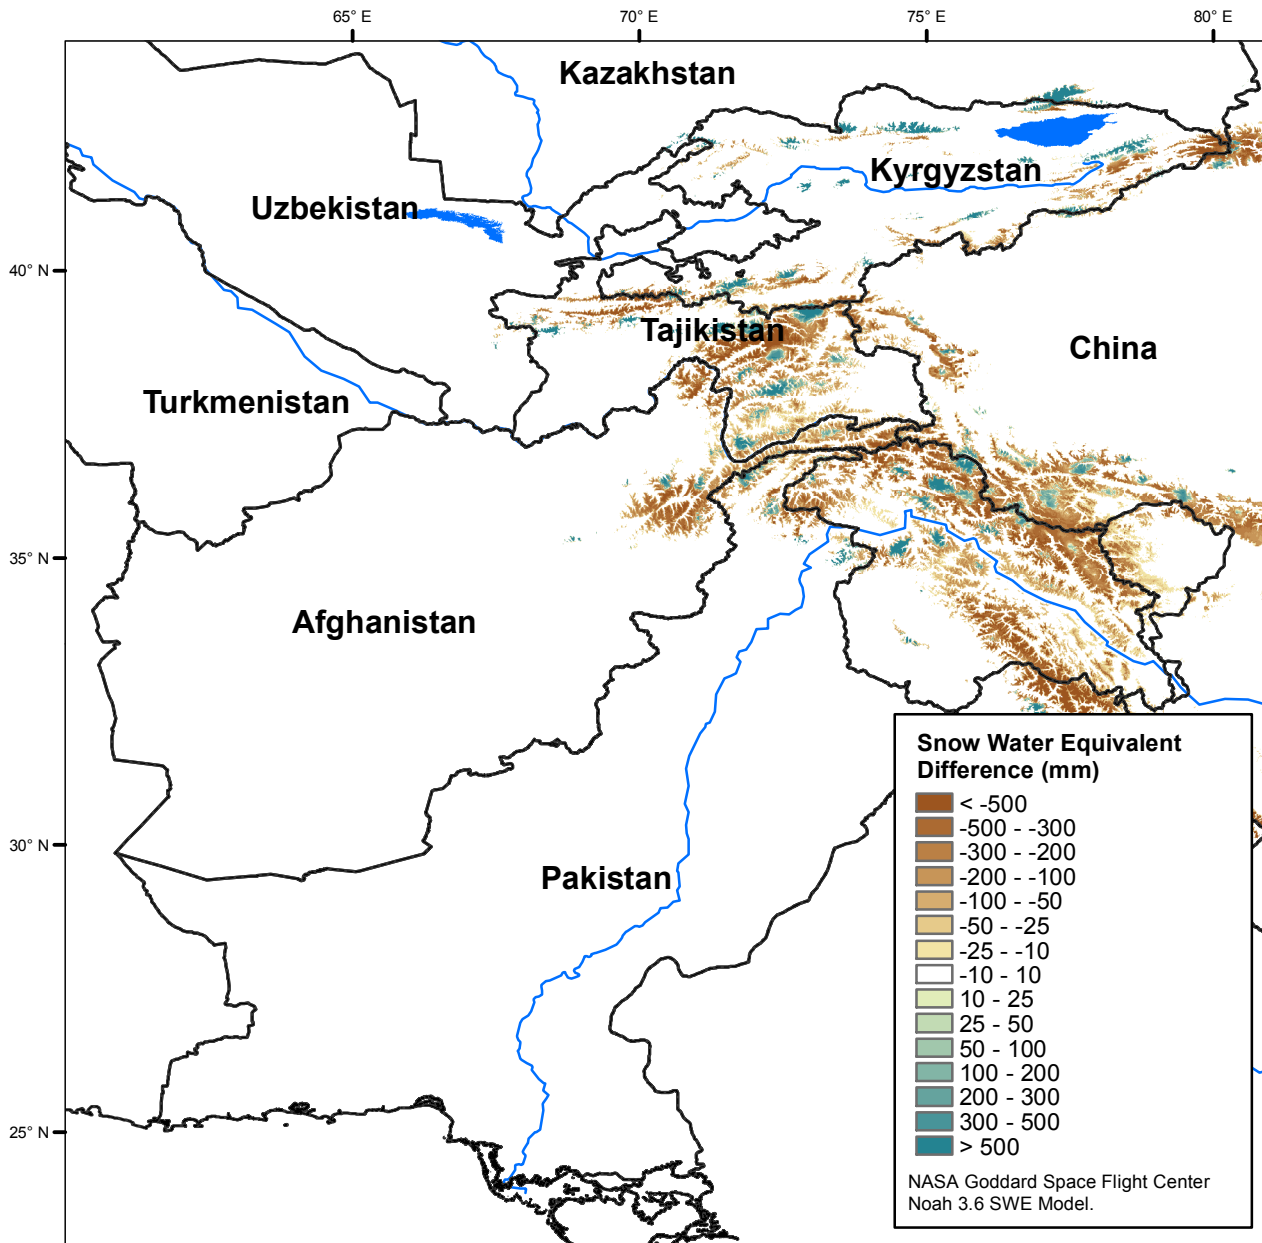 65° E
70° E
75° E
80° E
Kazakhstan
Kyrgyzstan
Uzbekistan
40° N
Tajikistan
China
Turkmenistan
35° N
Afghanistan
Snow Water Equivalent
Difference (mm)
< -500
-500 - -300
-300 - -200
-200 - -100
-100 - -50
-50 - -25
-25 - -10
-10 - 10
10 - 25
25 - 50
50 - 100
100 - 200
200 - 300
300 - 500
> 500
NASA Goddard Space Flight Center
Noah 3.6 SWE Model.
30° N
Pakistan
25° N